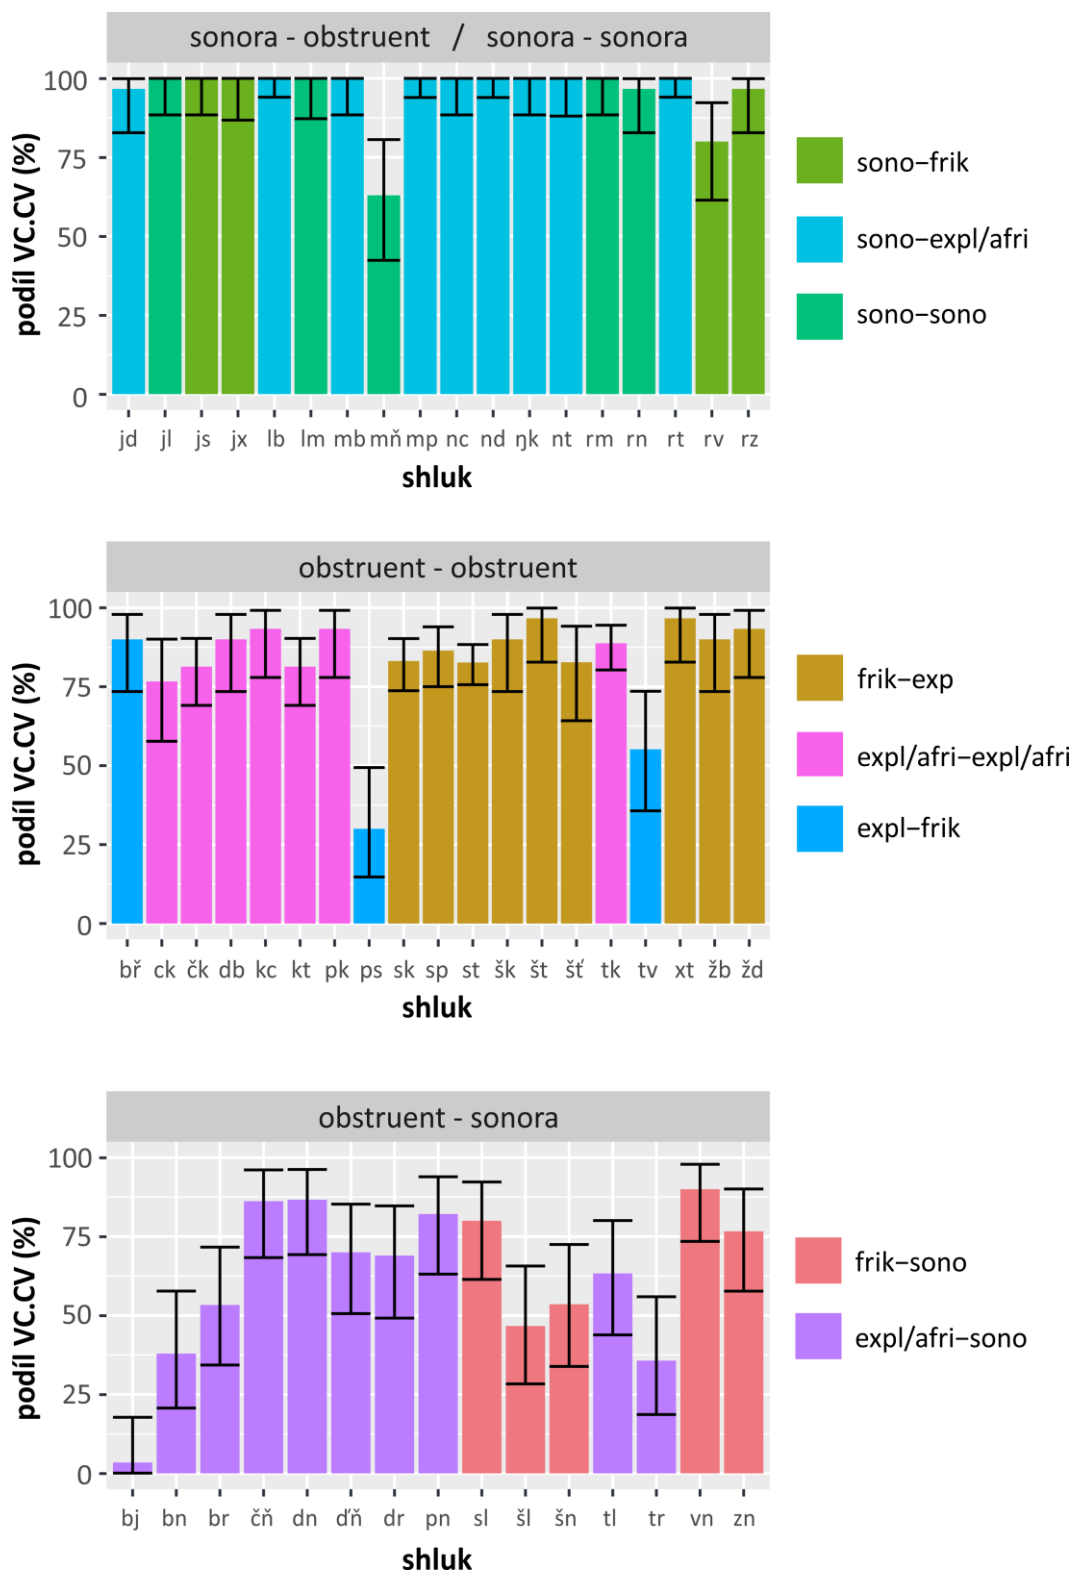 sonora - obstruent / sonora - sonora
podíl VC.CV (%)
100
75
50
25
0
jd jl js jx lb lm mb mň mp nc nd ŋk nt rm rn rt rv rz
shluk
sono–frik
sono–expl/afri
sono–sono
obstruent - obstruent
podíl VC.CV (%)
100
75
50
25
0
bř ck čk db kc kt pk ps sk sp st šk št šť tk tv xt žb žd
shluk
frik–exp
expl/afri–expl/afri
expl–frik
obstruent - sonora
podíl VC.CV (%)
100
75
50
25
0
bj bn br čň dn ďň dr pn sl šl šn tl tr vn zn
shluk
frik–sono
expl/afri–sono